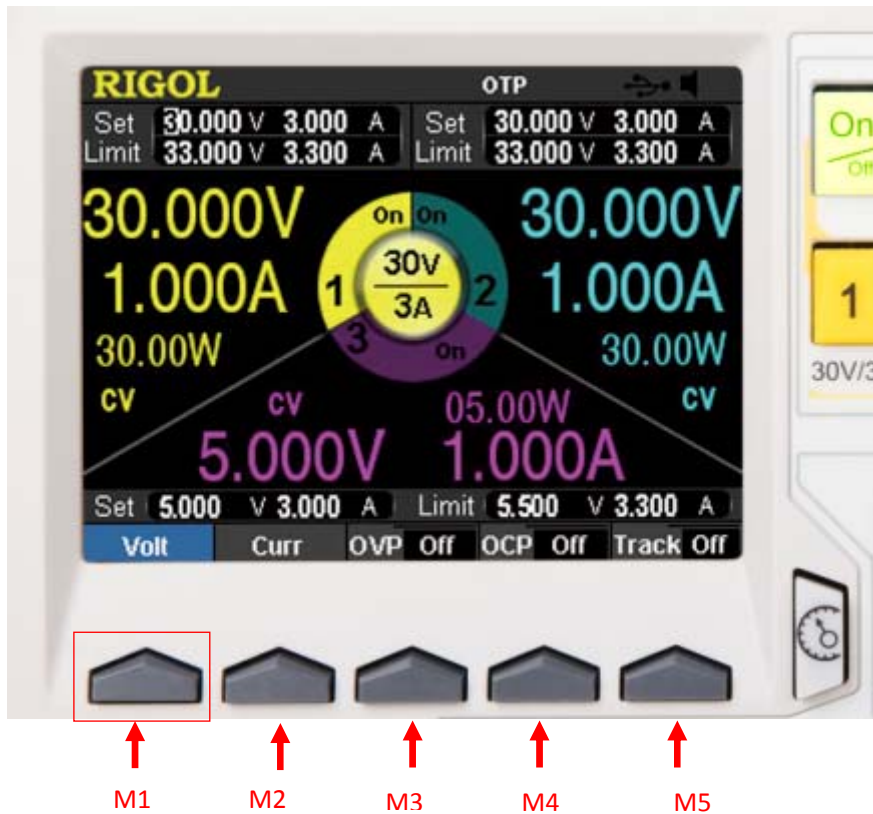 RIGOL OTP
Set 30.000 V 3.000 A Set 30.000 V 3.000 A
Limit 33.000 V 3.300 A Limit 33.000 V 3.300 A
30.000V On On 30.000V
1.000A 1 30V 3A 2 1.000A
30.00W 3 On 30.00W
CV CV 05.00W CV
5.000V 1.000A
Set 5.000 V 3.000 A Limit 5.500 V 3.300 A
Volt Curr OVP Off OCP Off Track Off
On
Off
1
30V/3
M1 M2 M3 M4 M5